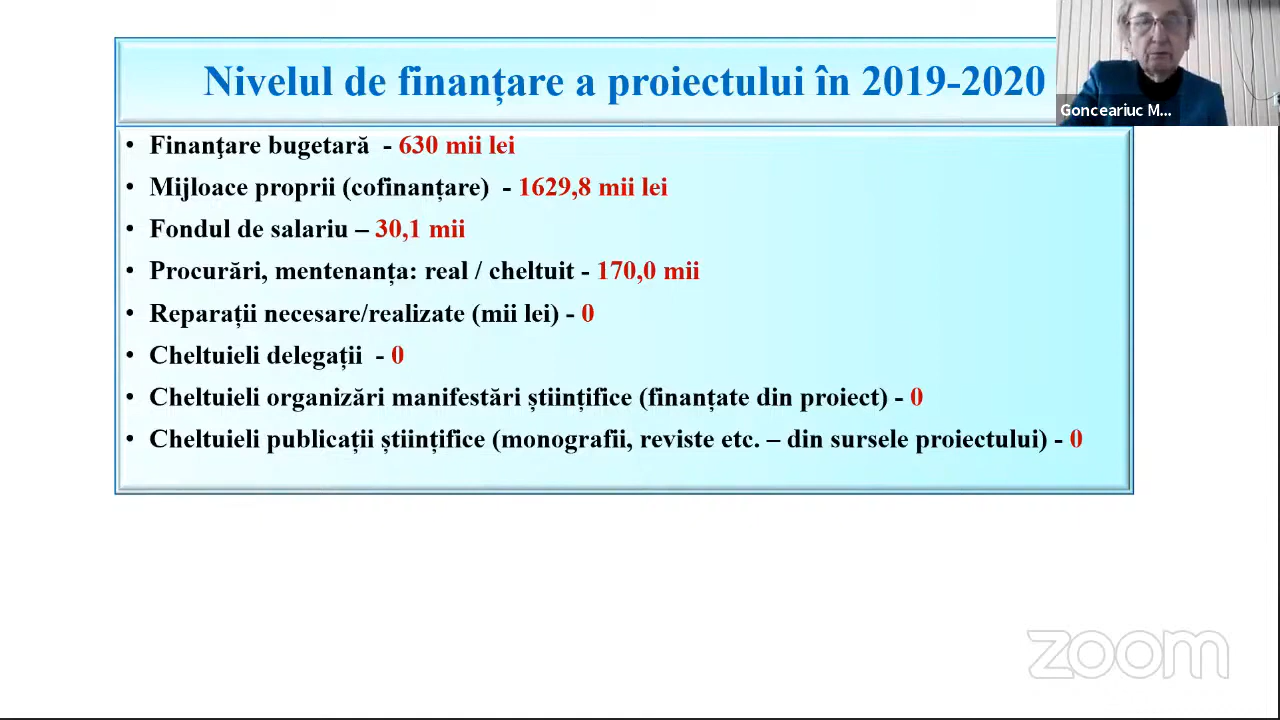 Nivelul de finanțare a proiectului în 2019-2020
Gonceariuc M...
• Finanţare bugetară - 630 mii lei
• Mijloace proprii (cofinanțare) - 1629,8 mii lei
• Fondul de salariu – 30,1 mii
• Procurări, mentenanța: real / cheltuit - 170,0 mii
• Reparații necesare/realizate (mii lei) - 0
• Cheltuieli delegații - 0
• Cheltuieli organizări manifestări științifice (finanțate din proiect) - 0
• Cheltuieli publicații științifice (monografii, reviste etc. – din sursele proiectului) - 0
zoom